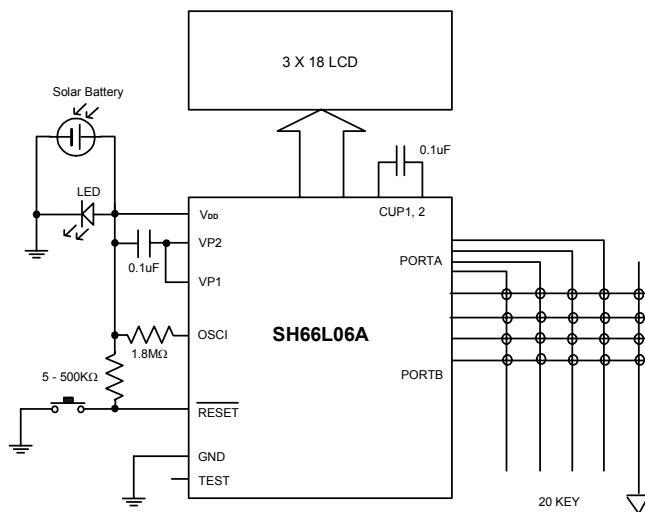 3 X 18 LCD
Solar Battery
0.1uF
LED
CUP1, 2
VDD
VP2
0.1uF
PORTA
VP1
OSCI
SH66L06A
1.8MΩ
5 - 500KΩ
PORTB
RESET
GND
TEST
20 KEY